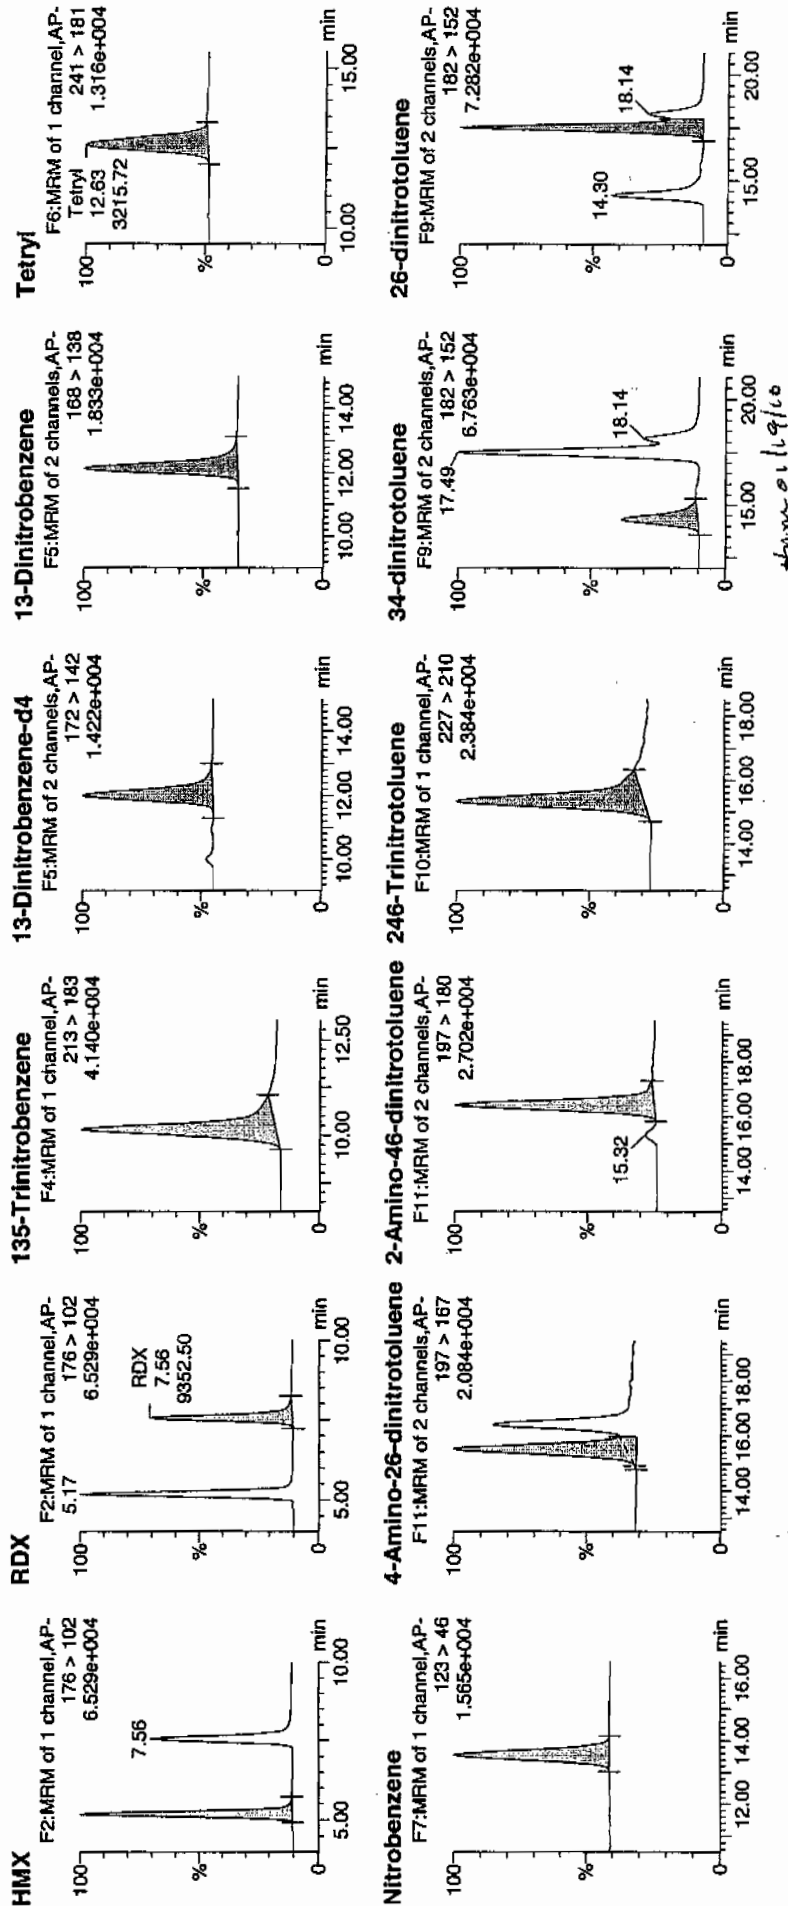 HMX
F2:MRM of 1 channel,AP-
176 > 102
6.529e+004
100
7.56
%
0
5.00 10.00
min
RDX
F2:MRM of 1 channel,AP-
176 > 102
6.529e+004
100
5.17
RDX
7.56
9352.50
%
0
5.00 10.00
min
135-Trinitrobenzene
F4:MRM of 1 channel,AP-
213 > 183
4.140e+004
100
%
0
10.00 12.50
min
13-Dinitrobenzene-d4
F5:MRM of 2 channels,AP-
172 > 142
1.422e+004
100
%
0
10.00 12.00 14.00
min
13-Dinitrobenzene
F5:MRM of 2 channels,AP-
168 > 138
1.833e+004
100
%
0
10.00 12.00 14.00
min
Tetryl
F6:MRM of 1 channel,AP-
241 > 181
1.316e+004
100
Tetryl
12.63
3215.72
%
0
10.00 15.00
min
Nitrobenzene
F7:MRM of 1 channel,AP-
123 > 46
1.565e+004
100
%
0
12.00 14.00 16.00
min
4-Amino-26-dinitrotoluene
F11:MRM of 2 channels,AP-
197 > 167
2.084e+004
100
%
0
14.00 16.00 18.00
min
2-Amino-46-dinitrotoluene
F11:MRM of 2 channels,AP-
197 > 180
2.702e+004
100
15.32
%
0
14.00 16.00 18.00
min
246-Trinitrotoluene
F10:MRM of 1 channel,AP-
227 > 210
2.384e+004
100
%
0
14.00 16.00 18.00
min
34-dinitrotoluene
F9:MRM of 2 channels,AP-
182 > 152
6.763e+004
100
17.49
18.14
%
0
15.00 20.00
min
26-dinitrotoluene
F9:MRM of 2 channels,AP-
182 > 152
7.282e+004
100
14.30
18.14
%
0
15.00 20.00
min
01/19/10